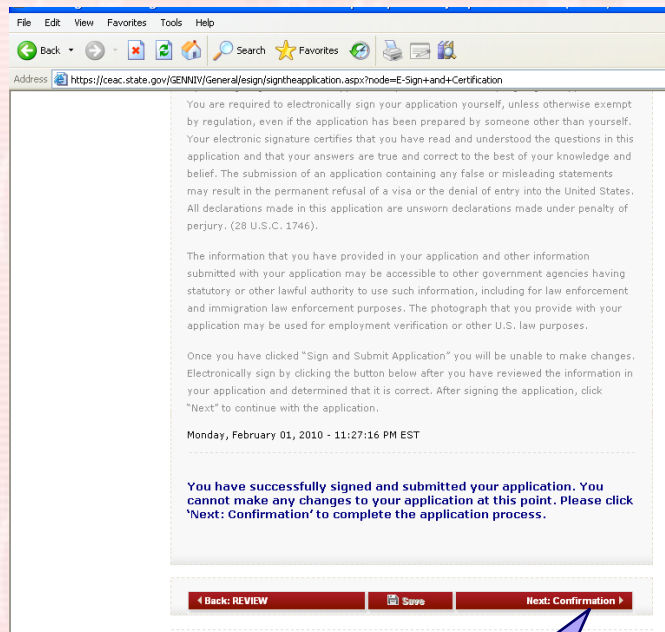 File Edit View Favorites Tools Help
Back Search Favorites
Address https://ceac.state.gov/GENNIV/General/esign/signtheapplication.aspx?node=E-Sign+and+Certification
You are required to electronically sign your application yourself, unless otherwise exempt
by regulation, even if the application has been prepared by someone other than yourself.
Your electronic signature certifies that you have read and understood the questions in this
application and that your answers are true and correct to the best of your knowledge and
belief. The submission of an application containing any false or misleading statements
may result in the permanent refusal of a visa or the denial of entry into the United States.
All declarations made in this application are unsworn declarations made under penalty of
perjury. (28 U.S.C. 1746).
The information that you have provided in your application and other information
submitted with your application may be accessible to other government agencies having
statutory or other lawful authority to use such information, including for law enforcement
and immigration law enforcement purposes. The photograph that you provide with your
application may be used for employment verification or other U.S. law purposes.
Once you have clicked "Sign and Submit Application" you will be unable to make changes.
Electronically sign by clicking the button below after you have reviewed the information in
your application and determined that it is correct. After signing the application, click
"Next" to continue with the application.
Monday, February 01, 2010 - 11:27:16 PM EST
You have successfully signed and submitted your application. You
cannot make any changes to your application at this point. Please click
'Next: Confirmation' to complete the application process.
Back: REVIEW Save Next: Confirmation